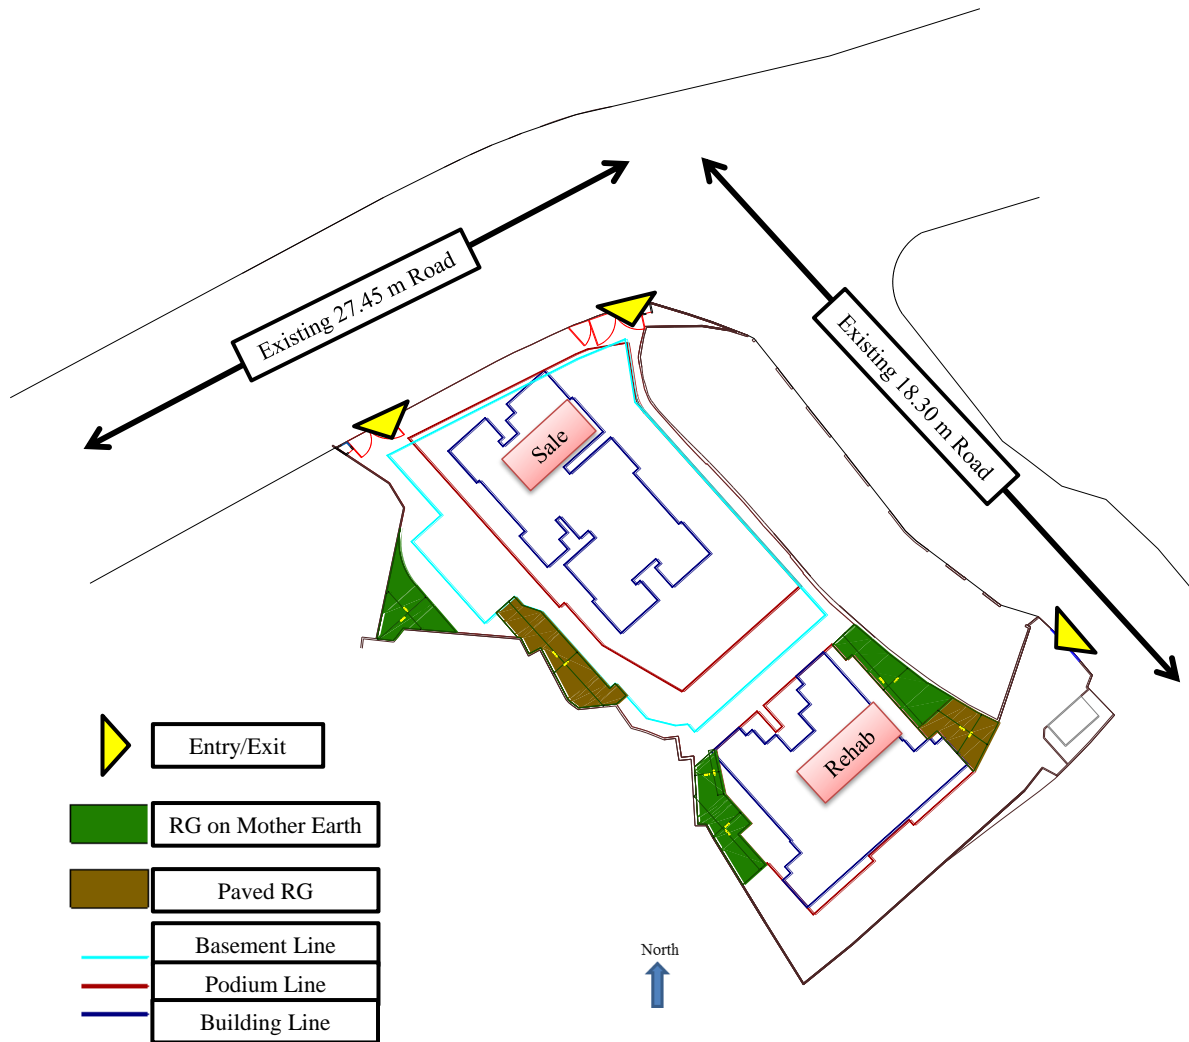 Existing 27.45 m Road
Existing 18.30 m Road
Sale
Rehab
Entry/Exit
RG on Mother Earth
Paved RG
Basement Line
Podium Line
Building Line
North